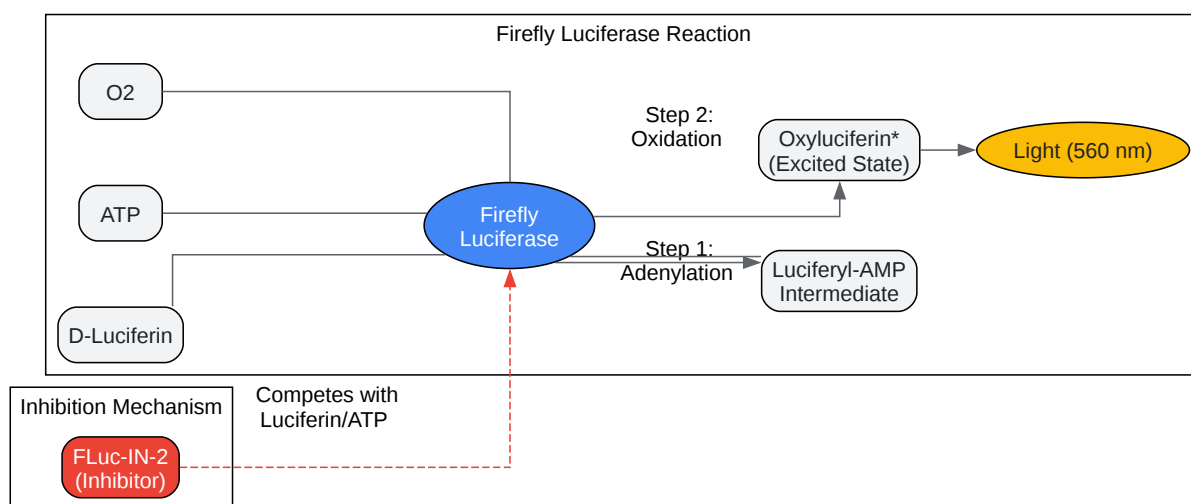 Firefly Luciferase Reaction
O2
Step 2:
Oxidation
Oxyluciferin*
(Excited State)
Light (560 nm)
ATP
Firefly
Luciferase
Step 1:
Adenylation
Luciferyl-AMP
Intermediate
D-Luciferin
Inhibition Mechanism
Competes with
Luciferin/ATP
FLuc-IN-2
(Inhibitor)